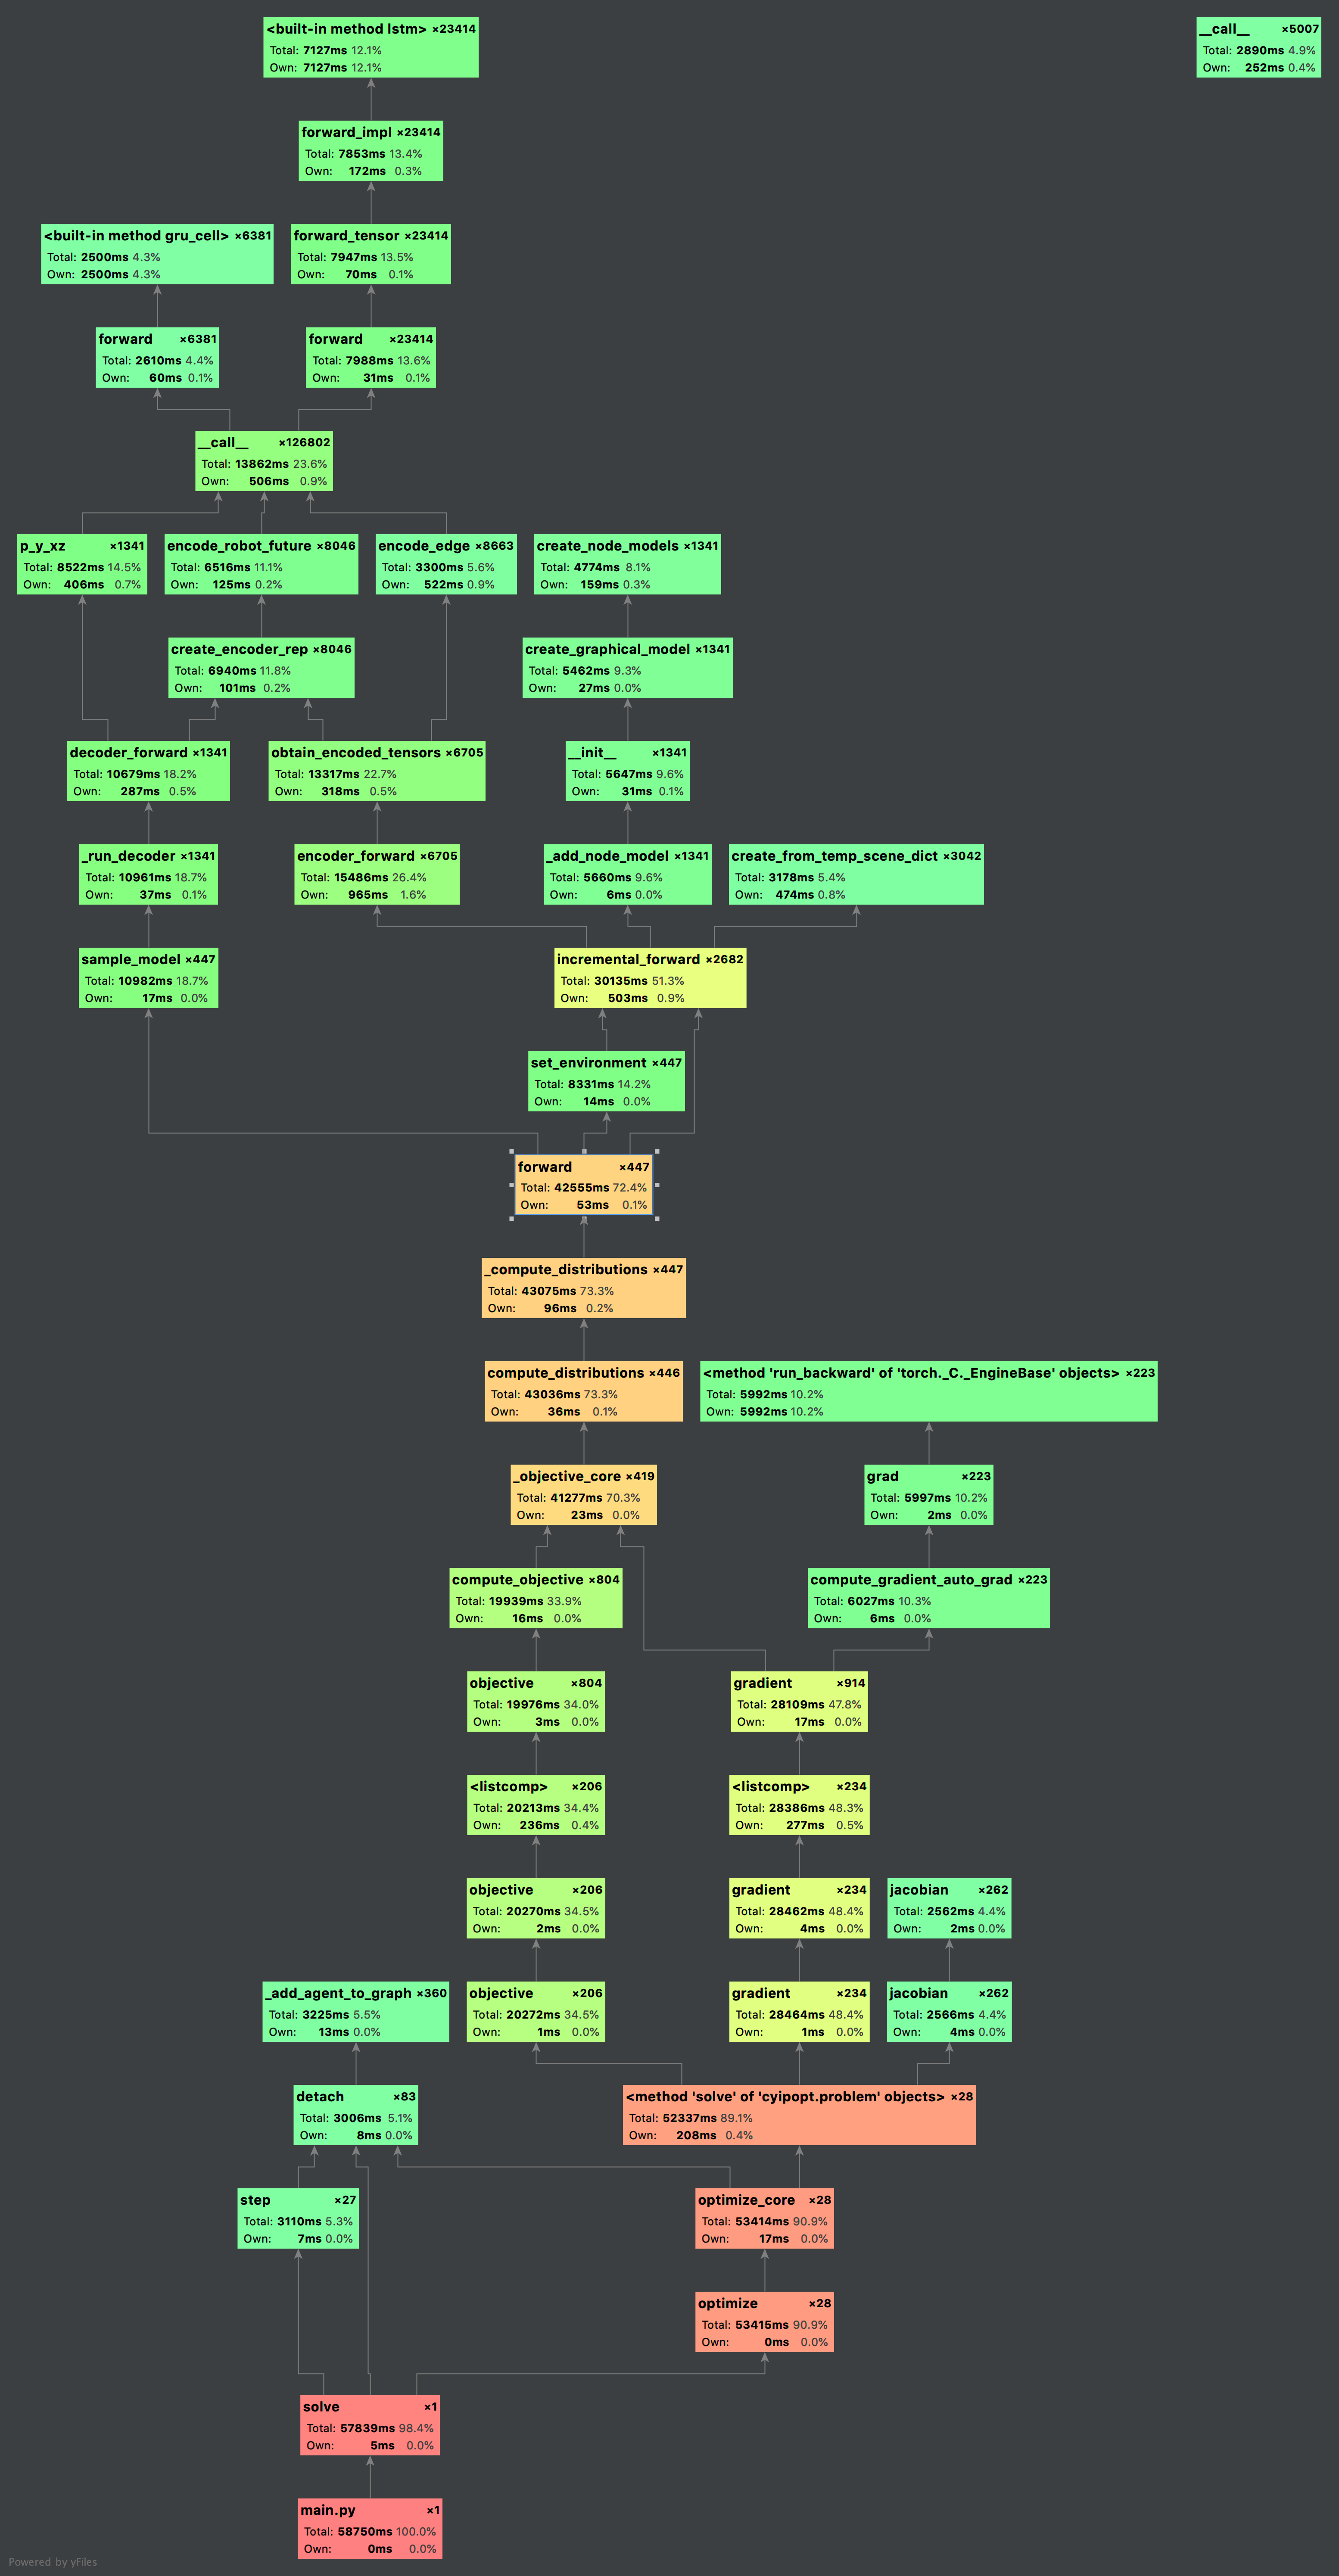 <built-in method lstm> ×23414
Total: 7127ms 12.1%
Own: 7127ms 12.1%
__call__ ×5007
Total: 2890ms 4.9%
Own: 252ms 0.4%
forward_impl ×23414
Total: 7853ms 13.4%
Own: 172ms 0.3%
<built-in method gru_cell> ×6381
Total: 2500ms 4.3%
Own: 2500ms 4.3%
forward_tensor ×23414
Total: 7947ms 13.5%
Own: 70ms 0.1%
forward ×6381
Total: 2610ms 4.4%
Own: 60ms 0.1%
forward ×23414
Total: 7988ms 13.6%
Own: 31ms 0.1%
__call__ ×126802
Total: 13862ms 23.6%
Own: 506ms 0.9%
p_y_xz ×1341
Total: 8522ms 14.5%
Own: 406ms 0.7%
encode_robot_future ×8046
Total: 6516ms 11.1%
Own: 125ms 0.2%
encode_edge ×8663
Total: 3300ms 5.6%
Own: 522ms 0.9%
create_node_models ×1341
Total: 4774ms 8.1%
Own: 159ms 0.3%
create_encoder_rep ×8046
Total: 6940ms 11.8%
Own: 101ms 0.2%
create_graphical_model ×1341
Total: 5462ms 9.3%
Own: 27ms 0.0%
decoder_forward ×1341
Total: 10679ms 18.2%
Own: 287ms 0.5%
obtain_encoded_tensors ×6705
Total: 13317ms 22.7%
Own: 318ms 0.5%
__init__ ×1341
Total: 5647ms 9.6%
Own: 31ms 0.1%
_run_decoder ×1341
Total: 10961ms 18.7%
Own: 37ms 0.1%
encoder_forward ×6705
Total: 15486ms 26.4%
Own: 965ms 1.6%
_add_node_model ×1341
Total: 5660ms 9.6%
Own: 6ms 0.0%
create_from_temp_scene_dict ×3042
Total: 3178ms 5.4%
Own: 474ms 0.8%
sample_model ×447
Total: 10982ms 18.7%
Own: 17ms 0.0%
incremental_forward ×2682
Total: 30135ms 51.3%
Own: 503ms 0.9%
set_environment ×447
Total: 8331ms 14.2%
Own: 14ms 0.0%
forward ×447
Total: 42555ms 72.4%
Own: 53ms 0.1%
_compute_distributions ×447
Total: 43075ms 73.3%
Own: 96ms 0.2%
compute_distributions ×446
Total: 43036ms 73.3%
Own: 36ms 0.1%
<method 'run_backward' of 'torch._C._EngineBase' objects> ×223
Total: 5992ms 10.2%
Own: 5992ms 10.2%
_objective_core ×419
Total: 41277ms 70.3%
Own: 23ms 0.0%
grad ×223
Total: 5997ms 10.2%
Own: 2ms 0.0%
compute_objective ×804
Total: 19939ms 33.9%
Own: 16ms 0.0%
compute_gradient_auto_grad ×223
Total: 6027ms 10.3%
Own: 6ms 0.0%
objective ×804
Total: 19976ms 34.0%
Own: 3ms 0.0%
gradient ×914
Total: 28109ms 47.8%
Own: 17ms 0.0%
<listcomp> ×206
Total: 20213ms 34.4%
Own: 236ms 0.4%
<listcomp> ×234
Total: 28386ms 48.3%
Own: 277ms 0.5%
objective ×206
Total: 20270ms 34.5%
Own: 2ms 0.0%
gradient ×234
Total: 28462ms 48.4%
Own: 4ms 0.0%
jacobian ×262
Total: 2562ms 4.4%
Own: 2ms 0.0%
_add_agent_to_graph ×360
Total: 3225ms 5.5%
Own: 13ms 0.0%
objective ×206
Total: 20272ms 34.5%
Own: 1ms 0.0%
gradient ×234
Total: 28464ms 48.4%
Own: 1ms 0.0%
jacobian ×262
Total: 2566ms 4.4%
Own: 4ms 0.0%
detach ×83
Total: 3006ms 5.1%
Own: 8ms 0.0%
<method 'solve' of 'cyipopt.problem' objects> ×28
Total: 52337ms 89.1%
Own: 208ms 0.4%
step ×27
Total: 3110ms 5.3%
Own: 7ms 0.0%
optimize_core ×28
Total: 53414ms 90.9%
Own: 17ms 0.0%
optimize ×28
Total: 53415ms 90.9%
Own: 0ms 0.0%
solve ×1
Total: 57839ms 98.4%
Own: 5ms 0.0%
main.py ×1
Total: 58750ms 100.0%
Own: 0ms 0.0%
Powered by yFiles